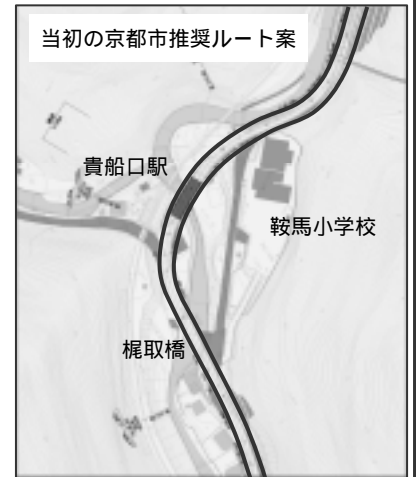 当初の京都市推奨ルート案
貴船口駅
鞍馬小学校
梶取橋